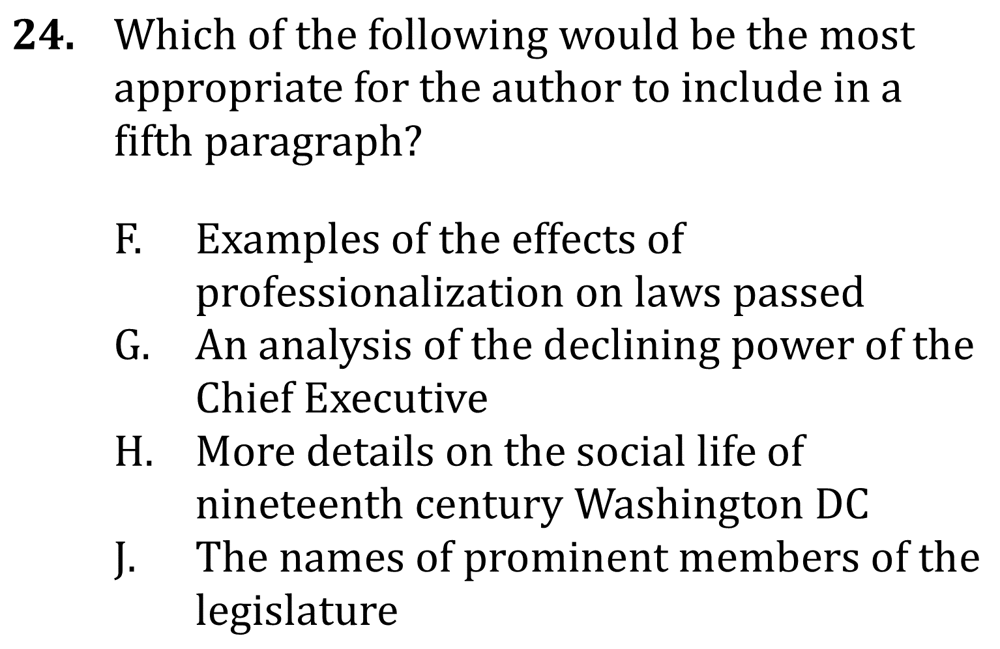 24. Which of the following would be the most
appropriate for the author to include in a
fifth paragraph?
F. Examples of the effects of
professionalization on laws passed
G. An analysis of the declining power of the
Chief Executive
H. More details on the social life of
nineteenth century Washington DC
J. The names of prominent members of the
legislature